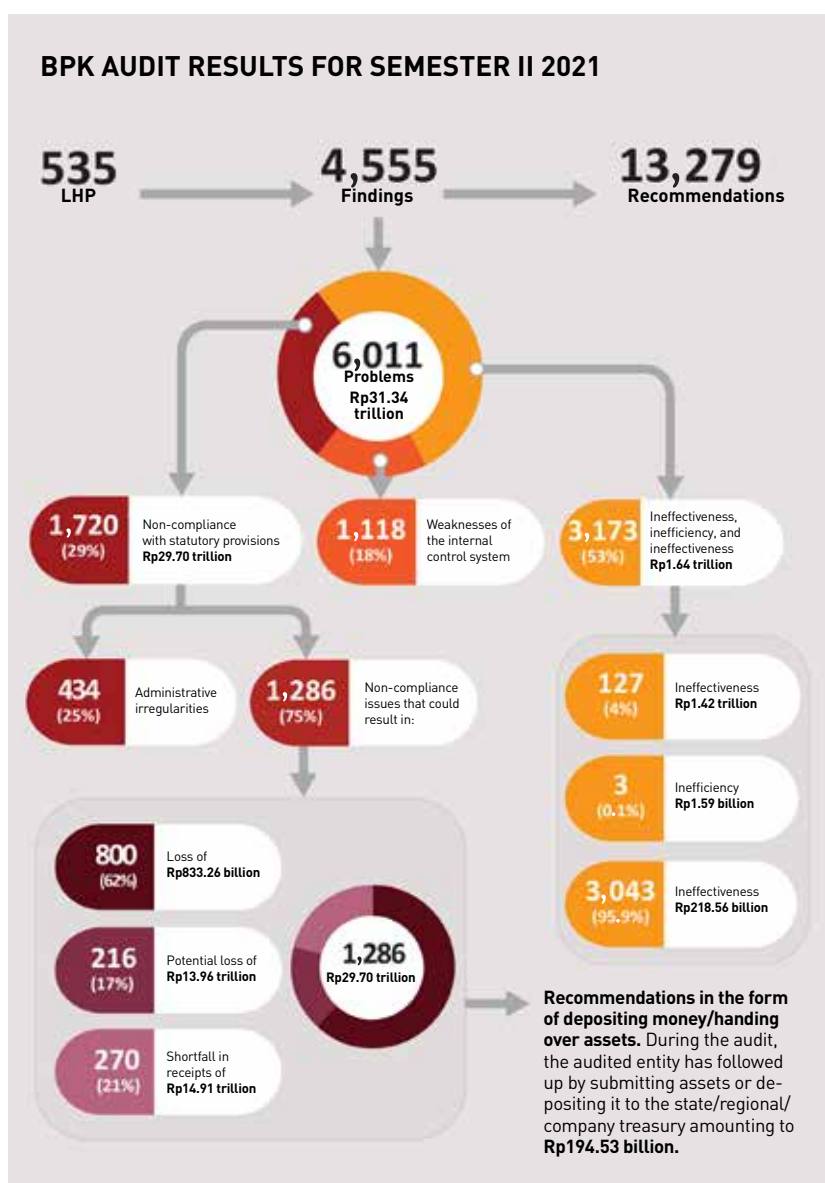 BPK AUDIT RESULTS FOR SEMESTER II 2021
535
LHP
4,555
Findings
13,279
Recommendations
6,011
Problems
Rp31.34
trillion
1,720
(29%)
Non-compliance
with statutory provisions
Rp29.70 trillion
1,118
(18%)
Weaknesses of
the internal
control system
3,173
(53%)
Ineffectiveness,
inefficiency, and
ineffectiveness
Rp1.64 trillion
434
(25%)
Administrative
irregularities
1,286
(75%)
Non-compliance
issues that could
result in:
127
(4%)
Ineffectiveness
Rp1.42 trillion
3
(0.1%)
Inefficiency
Rp1.59 billion
3,043
(95.9%)
Ineffectiveness
Rp218.56 billion
800
(62%)
Loss of
Rp833.26 billion
216
(17%)
Potential loss of
Rp13.96 trillion
270
(21%)
Shortfall in
receipts of
Rp14.91 trillion
1,286
Rp29.70 trillion
Recommendations in the form
of depositing money/handing
over assets. During the audit,
the audited entity has followed
up by submitting assets or de-
positing it to the state/regional/
company treasury amounting to
Rp194.53 billion.